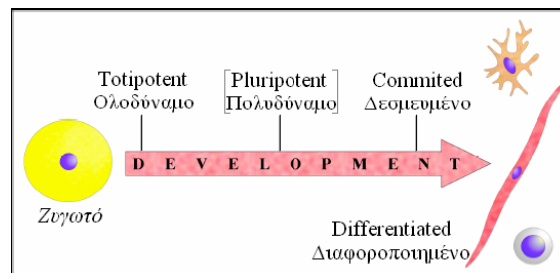 Totipotent
Ολοδύναμο
[Pluripotent
Πολυδύναμο]
Commited
Δεσμευμένο
D E V E L O P M E N T
Ζυγωτό
Differentiated
Διαφοροποιημένο